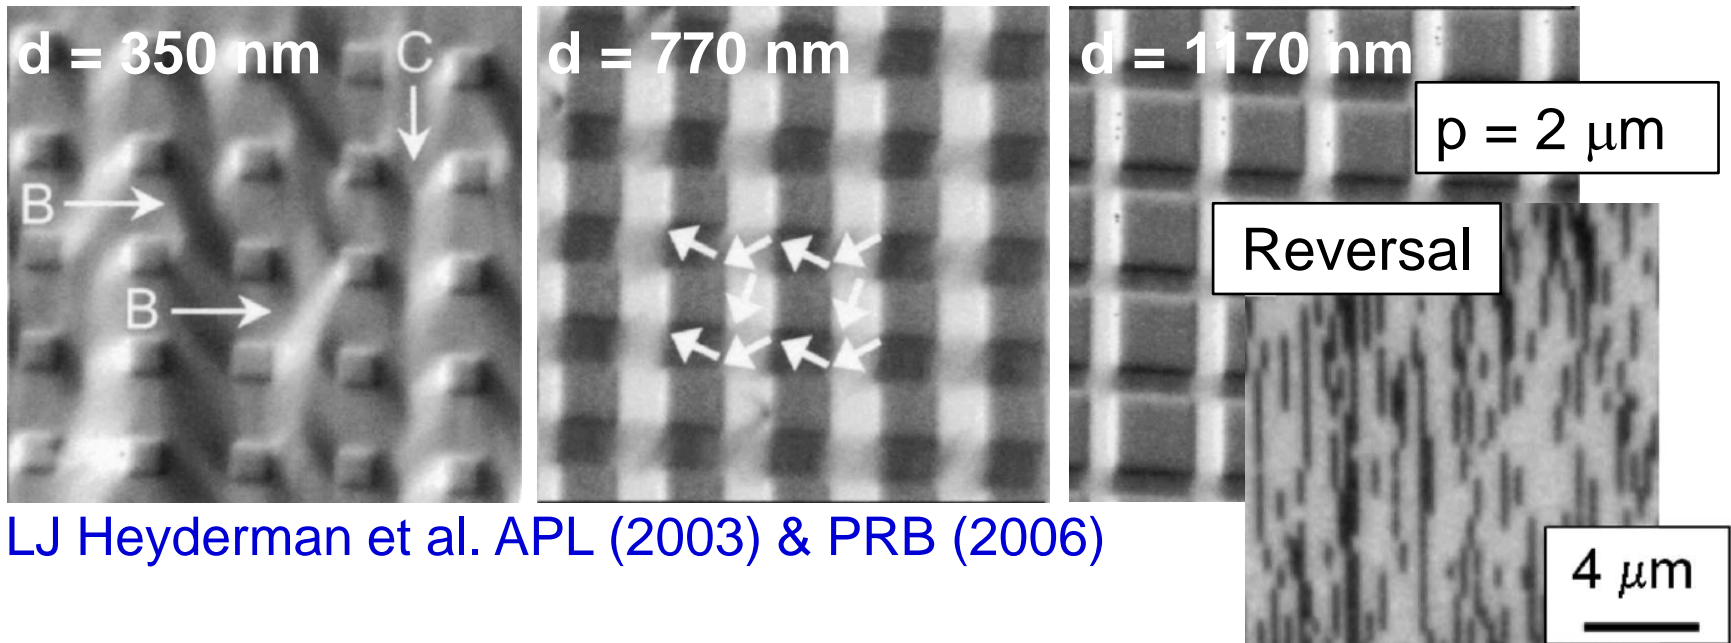 d = 350 nm
C
B
B
d = 770 nm
d = 1170 nm
p = 2 μm
Reversal
LJ Heyderman et al. APL (2003) & PRB (2006)
4 μm